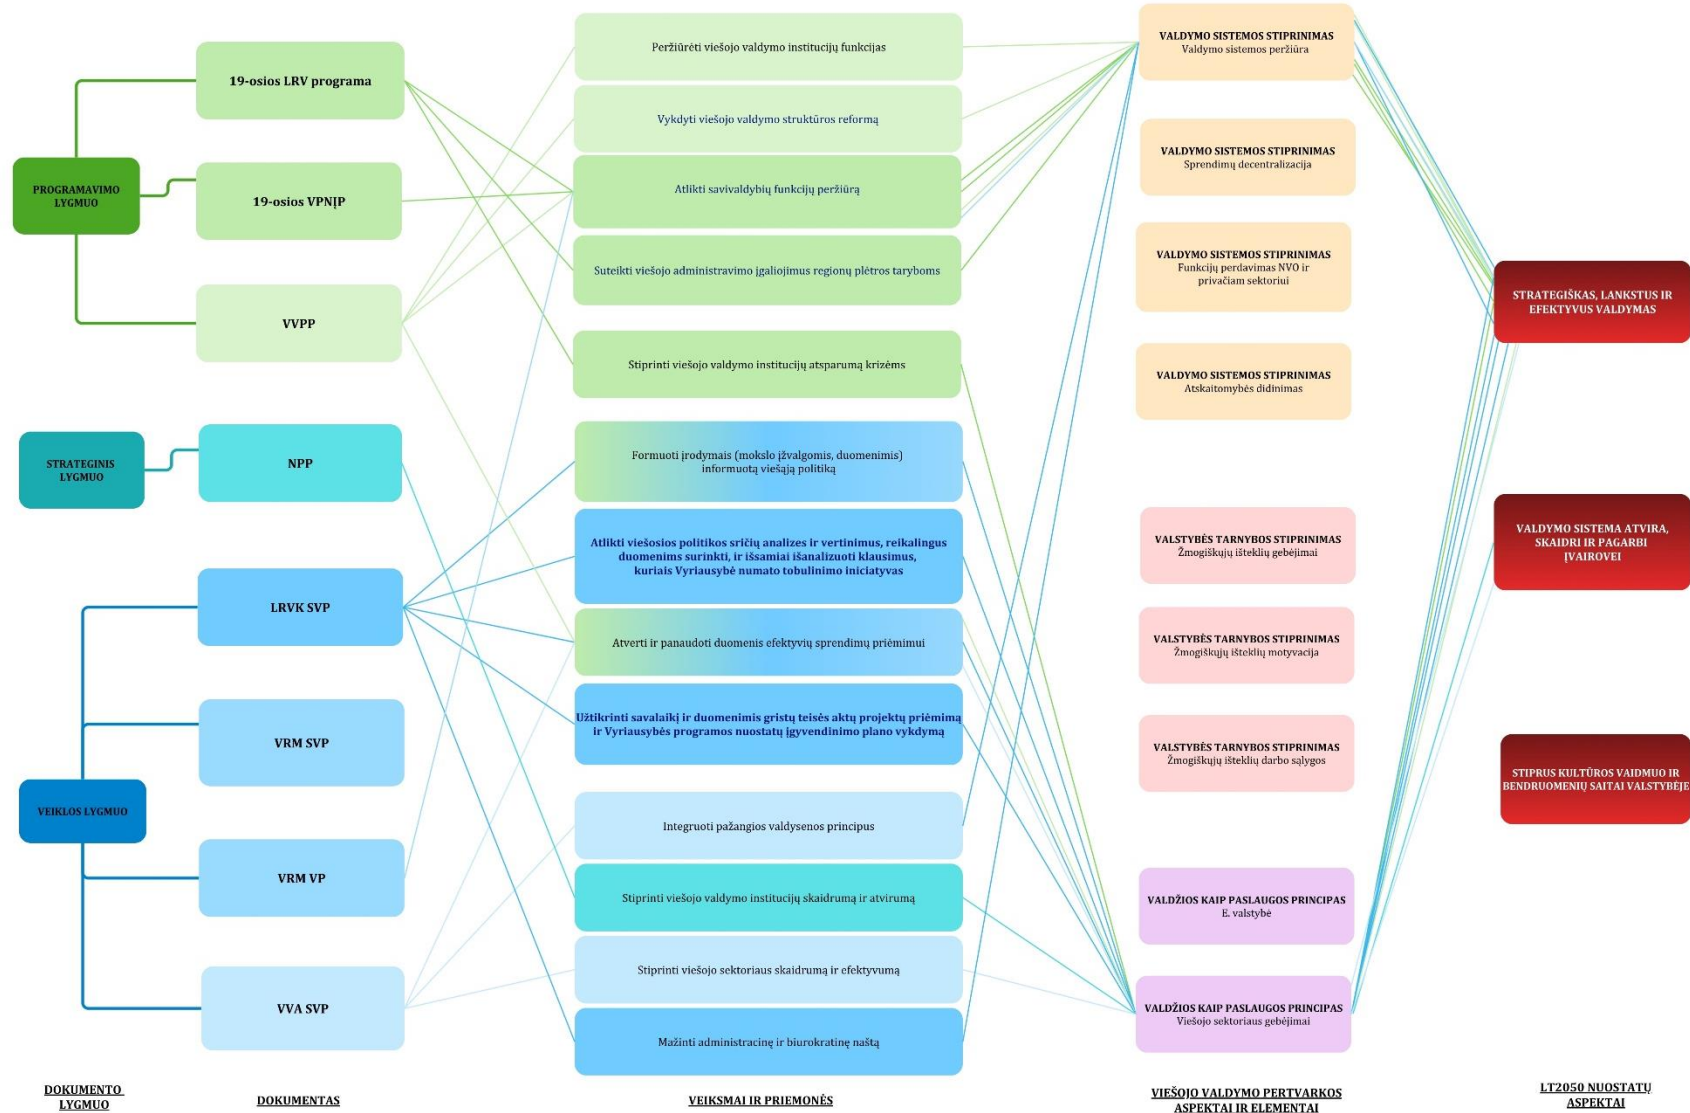 PROGRAMAVIMO
LYGMUO
STRATEGINIS
LYGMUO
VEIKLOS LYGMUO
DOKUMENTO
LYGMUO
19-osios LRV programa
19-osios VPNĮP
VVPP
NPP
LRVK SVP
VRM SVP
VRM VP
VVA SVP
DOKUMENTAS
Peržiūrėti viešojo valdymo institucijų funkcijas
Vykdyti viešojo valdymo struktūros reformą
Atlikti savivaldybių funkcijų peržiūrą
Suteikti viešojo administravimo įgaliojimus regionų plėtros taryboms
Stiprinti viešojo valdymo institucijų atsparumą krizėms
Formuoti įrodymais (mokslo įžvalgomis, duomenimis)
informuotą viešąją politiką
Atlikti viešosios politikos sričių analizes ir vertinimus, reikalingus
duomenims surinkti, ir išsamiai išanalizuoti klausimus,
kuriais Vyriausybė numato tobulinimo iniciatyvas
Atverti ir panaudoti duomenis efektyvių sprendimų priėmimui
Užtikrinti savalaikį ir duomenimis grįstų teisės aktų projektų priėmimą
ir Vyriausybės programos nuostatų įgyvendinimo plano vykdymą
Integruoti pažangios valdysenos principus
Stiprinti viešojo valdymo institucijų skaidrumą ir atvirumą
Stiprinti viešojo sektoriaus skaidrumą ir efektyvumą
Mažinti administracinę ir biurokratinę naštą
VEIKSMAI IR PRIEMONĖS
VALDYMO SISTEMOS STIPRINIMAS
Valdymo sistemos peržiūra
VALDYMO SISTEMOS STIPRINIMAS
Sprendimų decentralizacija
VALDYMO SISTEMOS STIPRINIMAS
Funkcijų perdavimas NVO ir
privačiam sektoriui
VALDYMO SISTEMOS STIPRINIMAS
Atskaitomybės didinimas
VALSTYBĖS TARNYBOS STIPRINIMAS
Žmogiškųjų išteklių gebėjimai
VALSTYBĖS TARNYBOS STIPRINIMAS
Žmogiškųjų išteklių motyvacija
VALSTYBĖS TARNYBOS STIPRINIMAS
Žmogiškųjų išteklių darbo sąlygos
VALDŽIOS KAIP PASLAUGOS PRINCIPAS
E. valstybė
VALDŽIOS KAIP PASLAUGOS PRINCIPAS
Viešojo sektoriaus gebėjimai
VIEŠOJO VALDYMO PERTVARKOS
ASPEKTAI IR ELEMENTAI
STRATEGIŠKAS, LANKSTUS IR
EFEKTYVUS VALDYMAS
VALDYMO SISTEMA ATVIRA,
SKAIDRI IR PAGARBI
ĮVAIROVEI
STIPRUS KULTŪROS VAIDMUO IR
BENDRUOMENIŲ SAITAI VALSTYBĖJE
LT2050 NUOSTATŲ
ASPEKTAI